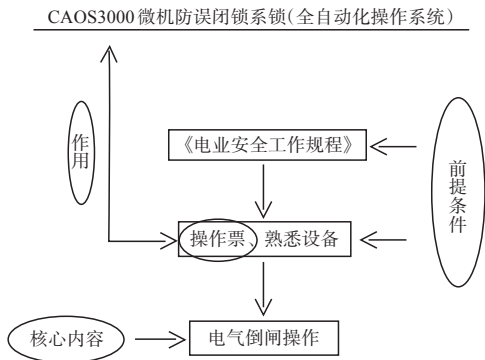 CAOS3000微机防误闭锁系锁(全自动化操作系统)
作用
《电业安全工作规程》
前提条件
操作票、熟悉设备
核心内容
电气倒闸操作